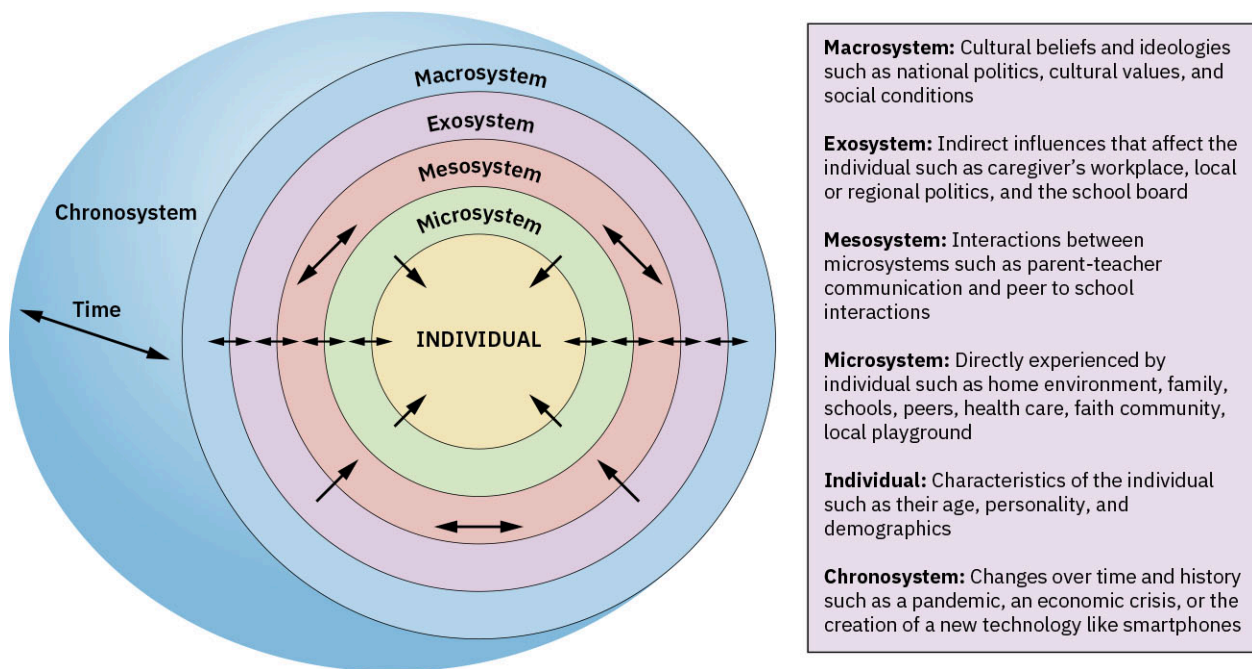 Macrosystem
Exosystem
Mesosystem
Microsystem
Chronosystem
Time
INDIVIDUAL
Macrosystem: Cultural beliefs and ideologies
such as national politics, cultural values, and
social conditions
Exosystem: Indirect influences that affect the
individual such as caregiver’s workplace, local
or regional politics, and the school board
Mesosystem: Interactions between
microsystems such as parent-teacher
communication and peer to school
interactions
Microsystem: Directly experienced by
individual such as home environment, family,
schools, peers, health care, faith community,
local playground
Individual: Characteristics of the individual
such as their age, personality, and
demographics
Chronosystem: Changes over time and history
such as a pandemic, an economic crisis, or the
creation of a new technology like smartphones